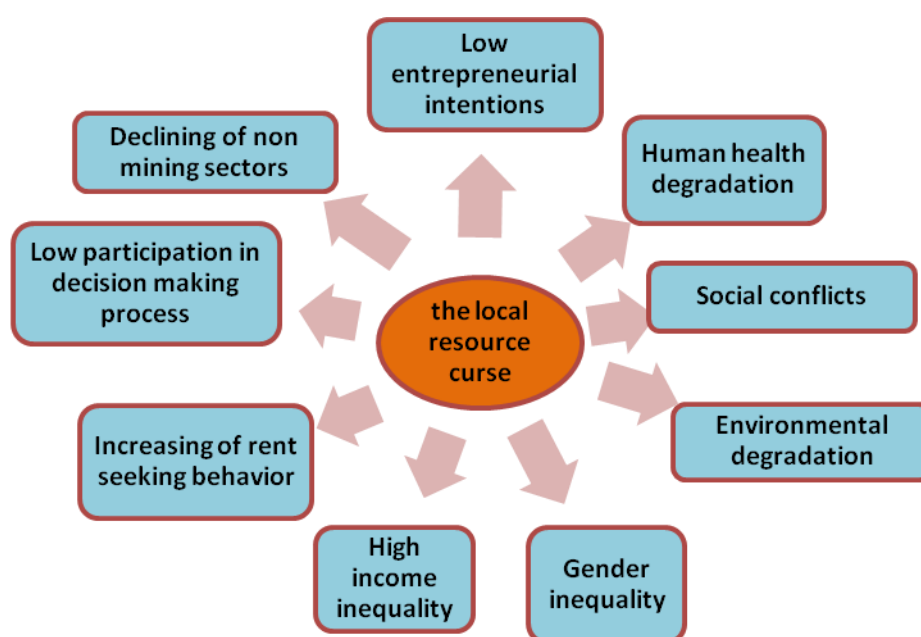 Low
entrepreneurial
intentions
Declining of non
mining sectors
Human health
degradation
Low participation in
decision making
process
the local
resource
curse
Social conflicts
Environmental
degradation
Increasing of rent
seeking behavior
High
income
inequality
Gender
inequality